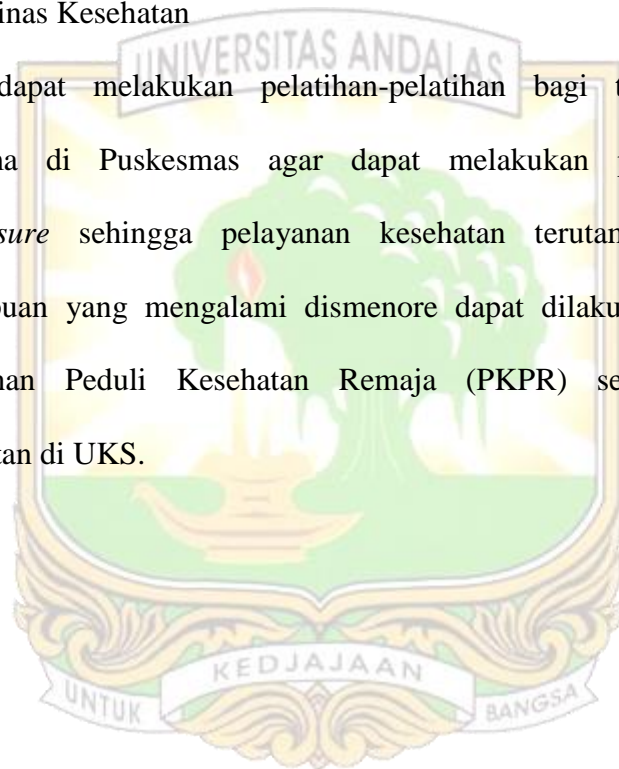 inas Kesehatan
UNIVERSITAS ANDALAS
dapat melakukan pelatihan-pelatihan bagi t
na di Puskesmas agar dapat melakukan
sure sehingga pelayanan kesehatan terutan
puan yang mengalami dismenore dapat dilaku
nan Peduli Kesehatan Remaja (PKPR) se
tan di UKS.
KEDJAJAAN
UNTUK BANGSA